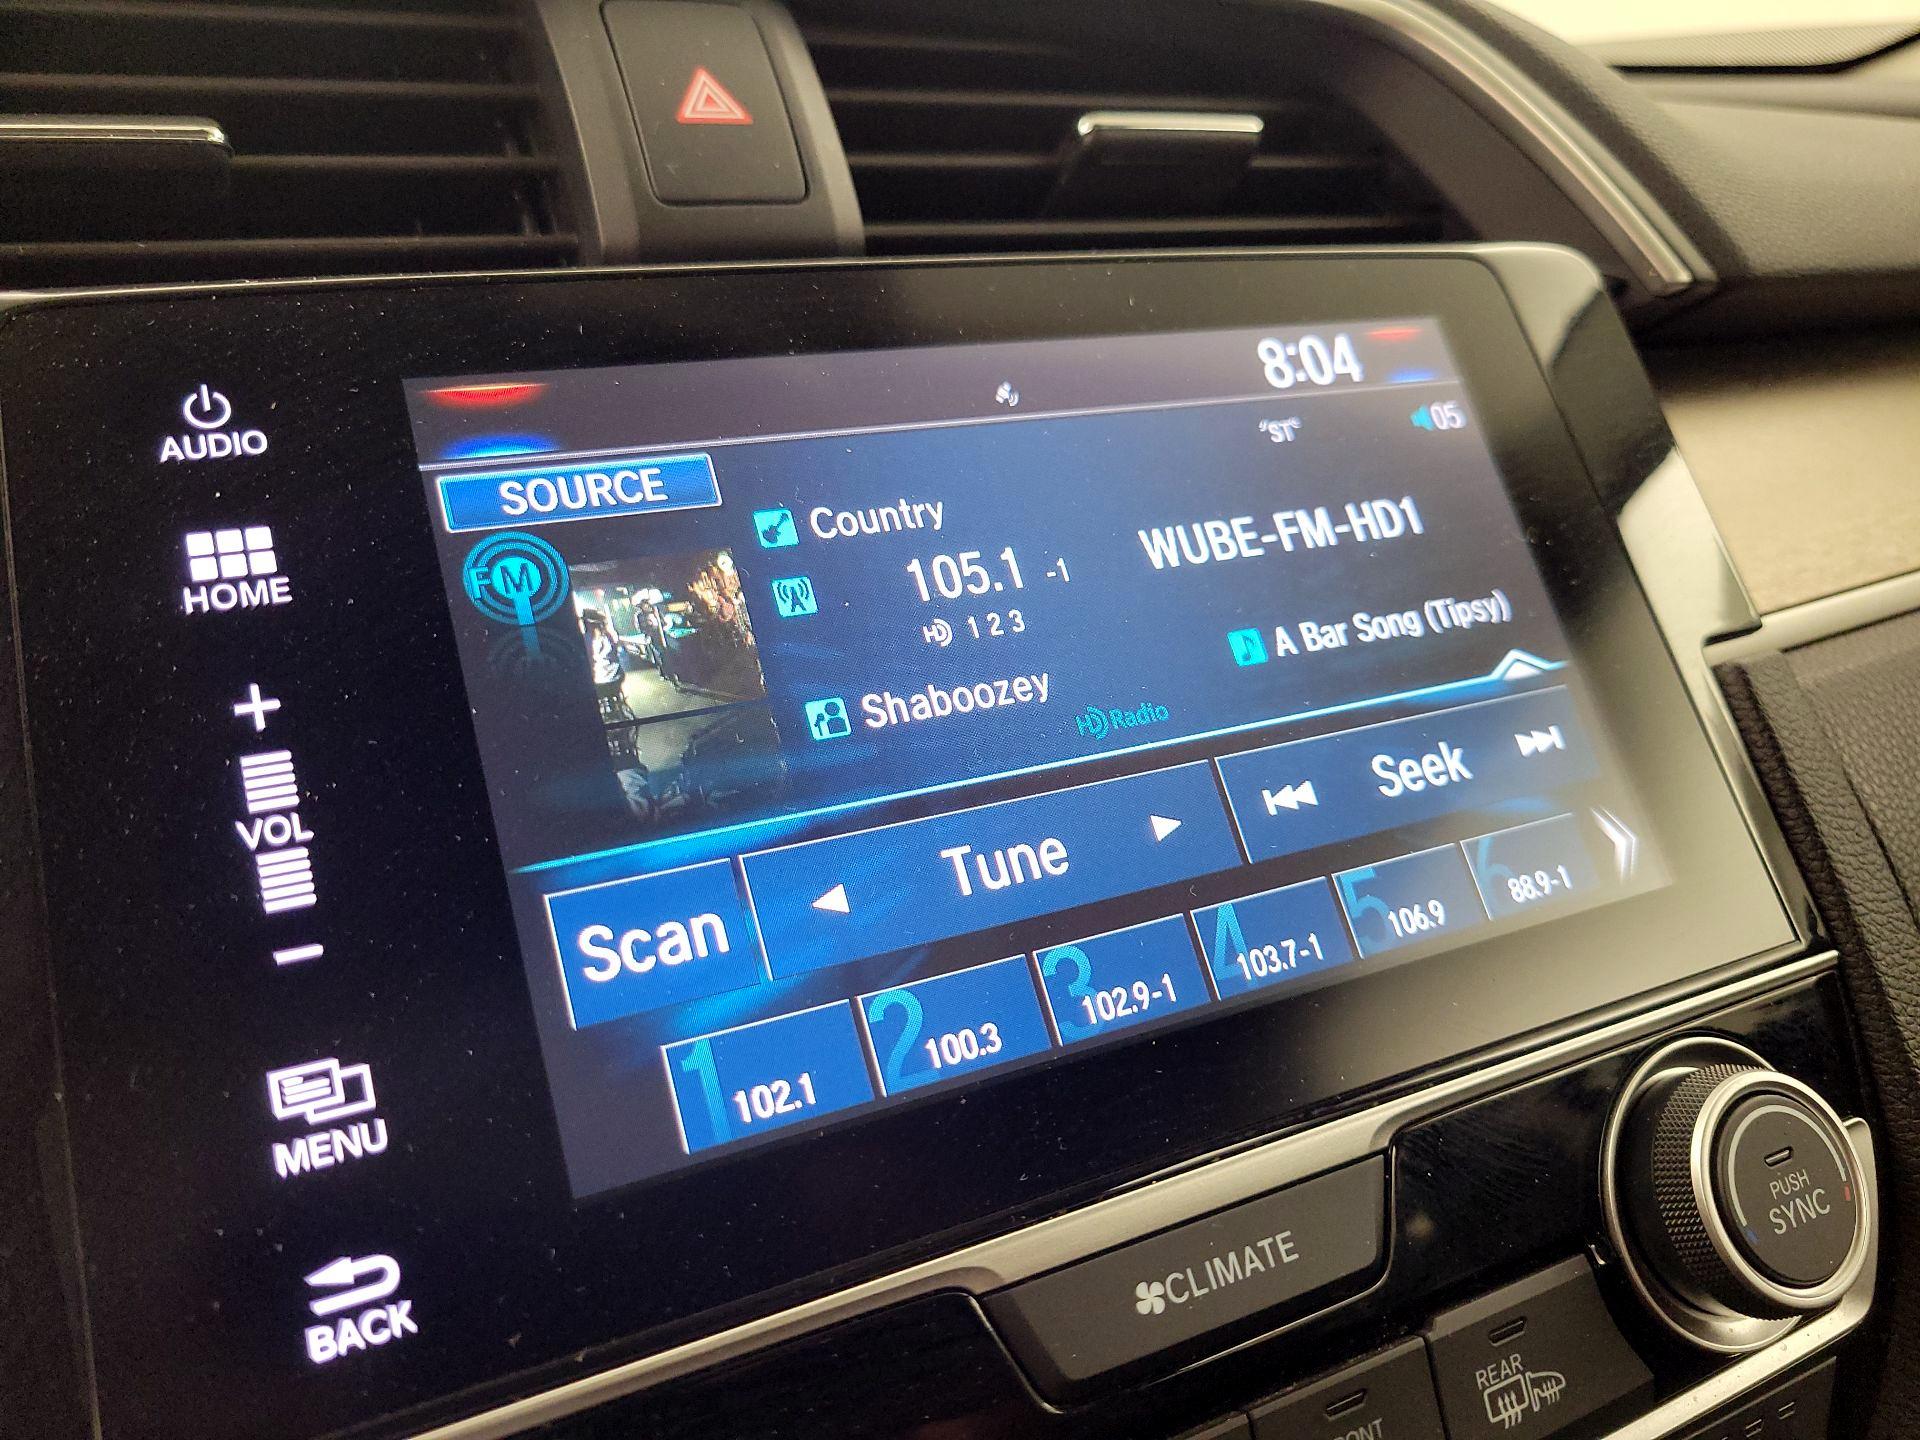 AUDIO
HOME
+
VOL
−
MENU
BACK
8:04
"ST"
05
SOURCE
FM
Country
105.1 -1
WUBE-FM-HD1
HD 1 2 3
A Bar Song (Tipsy)
Shaboozey
HD Radio
Scan
Tune
Seek
1 102.1
2 100.3
3 102.9-1
4 103.7-1
5 106.9
6 88.9-1
CLIMATE
PUSH
SYNC
REAR